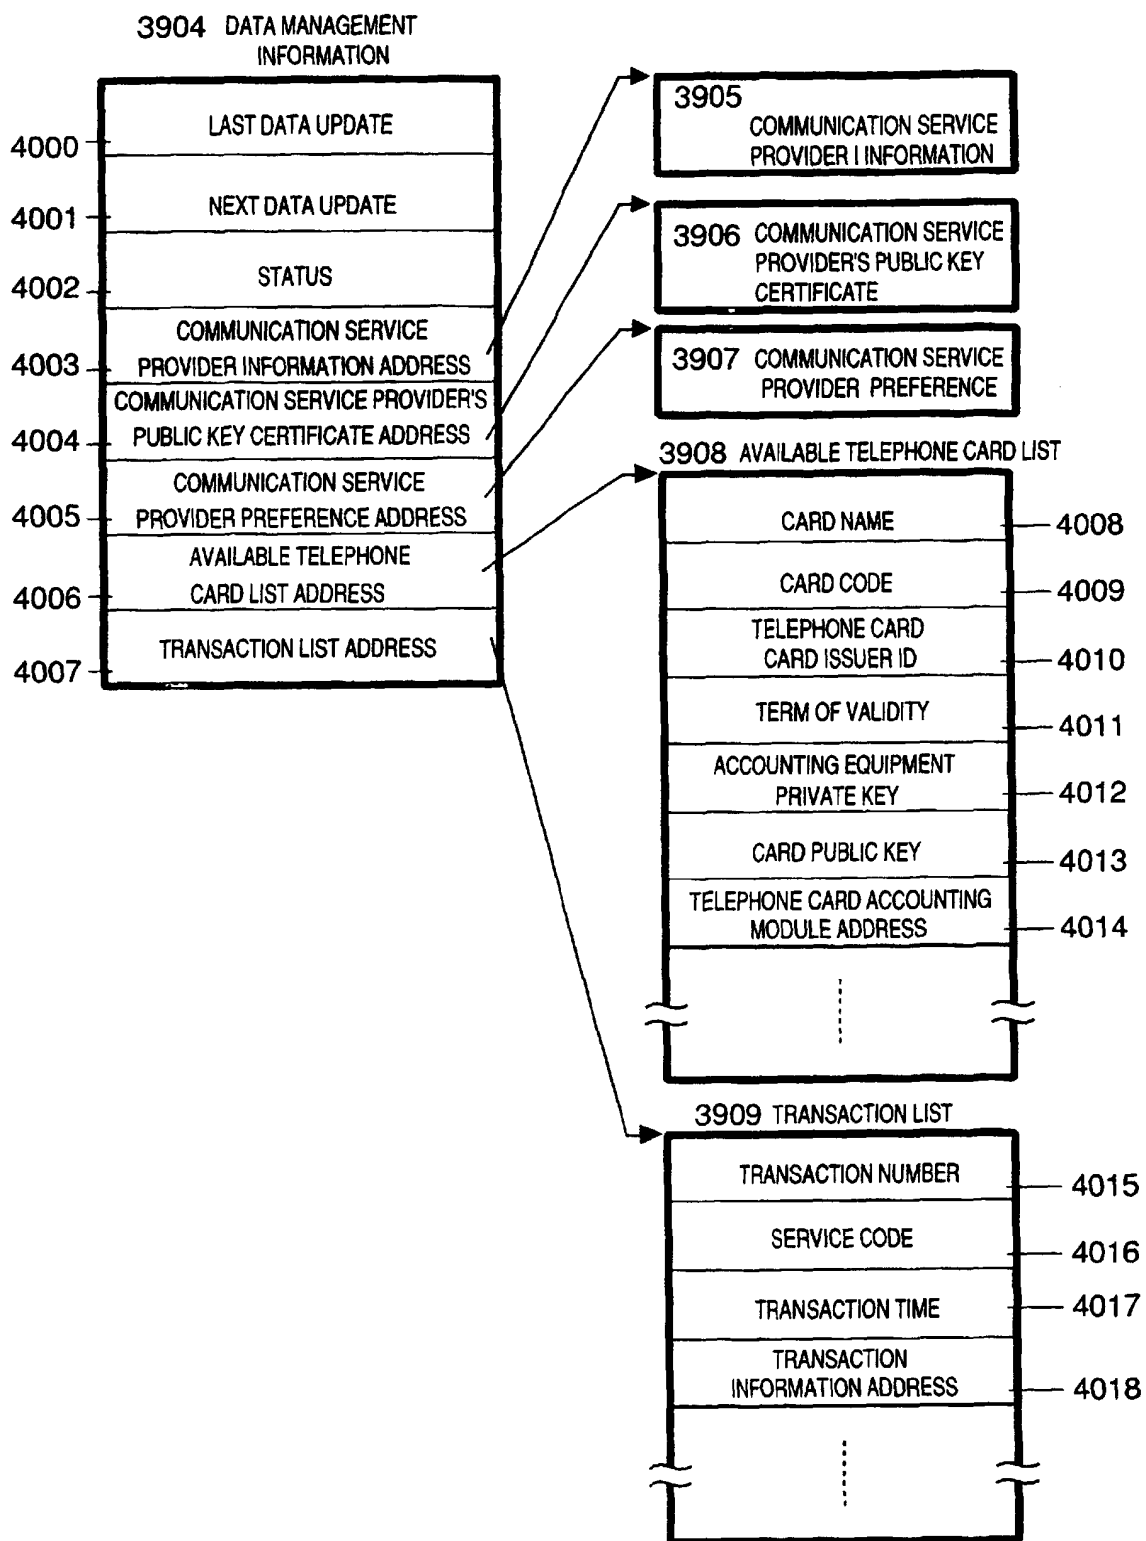 3904 DATA MANAGEMENT
INFORMATION
LAST DATA UPDATE
4000
NEXT DATA UPDATE
4001
STATUS
4002
COMMUNICATION SERVICE
PROVIDER INFORMATION ADDRESS
4003
COMMUNICATION SERVICE PROVIDER'S
PUBLIC KEY CERTIFICATE ADDRESS
4004
COMMUNICATION SERVICE
PROVIDER PREFERENCE ADDRESS
4005
AVAILABLE TELEPHONE
CARD LIST ADDRESS
4006
TRANSACTION LIST ADDRESS
4007
3905
COMMUNICATION SERVICE
PROVIDER I INFORMATION
3906 COMMUNICATION SERVICE
PROVIDER'S PUBLIC KEY
CERTIFICATE
3907 COMMUNICATION SERVICE
PROVIDER PREFERENCE
3908 AVAILABLE TELEPHONE CARD LIST
CARD NAME
4008
CARD CODE
4009
TELEPHONE CARD
CARD ISSUER ID
4010
TERM OF VALIDITY
4011
ACCOUNTING EQUIPMENT
PRIVATE KEY
4012
CARD PUBLIC KEY
4013
TELEPHONE CARD ACCOUNTING
MODULE ADDRESS
4014
3909 TRANSACTION LIST
TRANSACTION NUMBER
4015
SERVICE CODE
4016
TRANSACTION TIME
4017
TRANSACTION
INFORMATION ADDRESS
4018